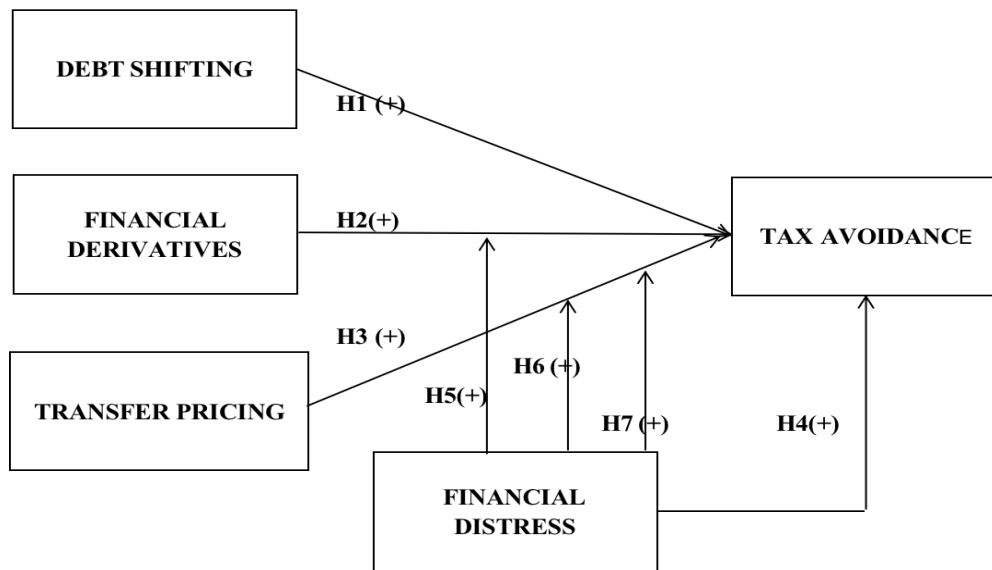 DEBT SHIFTING
H1 (+)
FINANCIAL
DERIVATIVES
H2(+)
TAX AVOIDANCE
H3 (+)
TRANSFER PRICING
H5(+)
H6 (+)
H7 (+)
H4(+)
FINANCIAL
DISTRESS